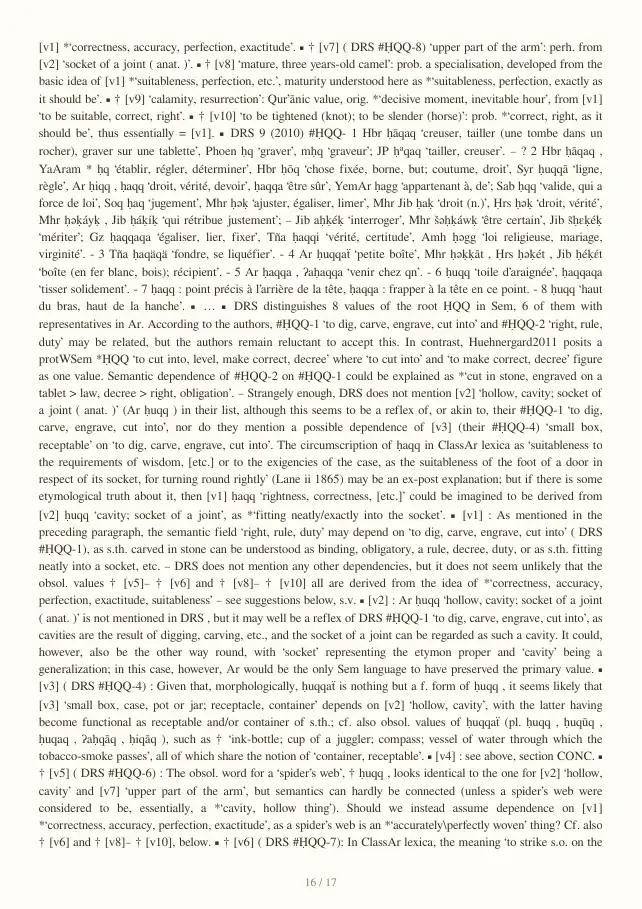 [v1] *‘correctness, accuracy, perfection, exactitude’. ▪ † [v7] ( DRS #ḤQQ-8) ‘upper part of the arm’: perh. from
[v2] ‘socket of a joint ( anat. )’. ▪ † [v8] ‘mature, three years-old camel’: prob. a specialisation, developed from the
basic idea of [v1] *‘suitableness, perfection, etc.’, maturity understood here as *‘suitableness, perfection, exactly as
it should be’. ▪ † [v9] ‘calamity, resurrection’: Qurʾānic value, orig. *‘decisive moment, inevitable hour’, from [v1]
‘to be suitable, correct, right’. ▪ † [v10] ‘to be tightened (knot); to be slender (horse)’: prob. *‘correct, right, as it
should be’, thus essentially = [v1]. ▪ DRS 9 (2010) #ḤQQ- 1 Hbr ḥāqaq ‘creuser, tailler (une tombe dans un
rocher), graver sur une tablette’, Phoen ḥq ‘graver’, mḥq ‘graveur’; JP ḥᵃqaq ‘tailler, creuser’. – ? 2 Hbr ḥāqaq ,
YaAram * ḥq ‘établir, régler, déterminer’, Hbr ḥōq ‘chose fixée, borne, but; coutume, droit’, Syr ḥuqqā ‘ligne,
règle’, Ar ḥiqq , ḥaqq ‘droit, vérité, devoir’, ḥaqqa ‘être sûr’, YemAr ḥagg ‘appartenant à, de’; Sab ḥqq ‘valide, qui a
force de loi’, Soq ḥaq ‘jugement’, Mhr ḥəḳ ‘ajuster, égaliser, limer’, Mhr Jib ḥaḳ ‘droit (n.)’, Ḥrs ḥəḳ ‘droit, vérité’,
Mhr ḥəḳáyḳ , Jib ḥáḳiḳ ‘qui rétribue justement’; – Jib aḥḳéḳ ‘interroger’, Mhr šəḥḳáwḳ ‘être certain’, Jib šḥɛḳéḳ
‘mériter’; Gz ḥaqqaqa ‘égaliser, lier, fixer’, Tña ḥaqqi ‘vérité, certitude’, Amh ḥəgg ‘loi religieuse, mariage,
virginité’. - 3 Tña ḥaqäqä ‘fondre, se liquéfier’. - 4 Ar ḥuqqaẗ ‘petite boîte’, Mhr ḥəḳḳāt , Ḥrs ḥəḳét , Jib ḥéḳét
‘boîte (en fer blanc, bois); récipient’. - 5 Ar ḥaqqa , ʔaḥaqqa ‘venir chez qn’. - 6 ḥuqq ‘toile d’araignée’, ḥaqqaqa
‘tisser solidement’. - 7 ḥaqq : point précis à l’arrière de la tête, ḥaqqa : frapper à la tête en ce point. - 8 ḥuqq ‘haut
du bras, haut de la hanche’. ▪ … ▪ DRS distinguishes 8 values of the root ḤQQ in Sem, 6 of them with
representatives in Ar. According to the authors, #ḤQQ-1 ‘to dig, carve, engrave, cut into’ and #ḤQQ-2 ‘right, rule,
duty’ may be related, but the authors remain reluctant to accept this. In contrast, Huehnergard2011 posits a
protWSem *ḤQQ ‘to cut into, level, make correct, decree’ where ‘to cut into’ and ‘to make correct, decree’ figure
as one value. Semantic dependence of #ḤQQ-2 on #ḤQQ-1 could be explained as *‘cut in stone, engraved on a
tablet > law, decree > right, obligation’. – Strangely enough, DRS does not mention [v2] ‘hollow, cavity; socket of
a joint ( anat. )’ (Ar ḥuqq ) in their list, although this seems to be a reflex of, or akin to, their #ḤQQ-1 ‘to dig,
carve, engrave, cut into’, nor do they mention a possible dependence of [v3] (their #ḤQQ-4) ‘small box,
receptable’ on ‘to dig, carve, engrave, cut into’. The circumscription of ḥaqq in ClassAr lexica as ‘suitableness to
the requirements of wisdom, [etc.] or to the exigencies of the case, as the suitableness of the foot of a door in
respect of its socket, for turning round rightly’ (Lane ii 1865) may be an ex-post explanation; but if there is some
etymological truth about it, then [v1] ḥaqq ‘rightness, correctness, [etc.]’ could be imagined to be derived from
[v2] ḥuqq ‘cavity; socket of a joint’, as *‘fitting neatly/exactly into the socket’. ▪ [v1] : As mentioned in the
preceding paragraph, the semantic field ‘right, rule, duty’ may depend on ‘to dig, carve, engrave, cut into’ ( DRS
#ḤQQ-1), as s.th. carved in stone can be understood as binding, obligatory, a rule, decree, duty, or as s.th. fitting
neatly into a socket, etc. – DRS does not mention any other dependencies, but it does not seem unlikely that the
obsol. values † [v5]– † [v6] and † [v8]– † [v10] all are derived from the idea of *‘correctness, accuracy,
perfection, exactitude, suitableness’ – see suggestions below, s.v. ▪ [v2] : Ar ḥuqq ‘hollow, cavity; socket of a joint
( anat. )’ is not mentioned in DRS , but it may well be a reflex of DRS #ḤQQ-1 ‘to dig, carve, engrave, cut into’, as
cavities are the result of digging, carving, etc., and the socket of a joint can be regarded as such a cavity. It could,
however, also be the other way round, with ‘socket’ representing the etymon proper and ‘cavity’ being a
generalization; in this case, however, Ar would be the only Sem language to have preserved the primary value. ▪
[v3] ( DRS #ḤQQ-4) : Given that, morphologically, ḥuqqaẗ is nothing but a f. form of ḥuqq , it seems likely that
[v3] ‘small box, case, pot or jar; receptacle, container’ depends on [v2] ‘hollow, cavity’, with the latter having
become functional as receptable and/or container of s.th.; cf. also obsol. values of ḥuqqaẗ (pl. ḥuqq , ḥuqūq ,
ḥuqaq , ʔaḥqāq , ḥiqāq ), such as † ‘ink-bottle; cup of a juggler; compass; vessel of water through which the
tobacco-smoke passes’, all of which share the notion of ‘container, receptable’. ▪ [v4] : see above, section CONC. ▪
† [v5] ( DRS #ḤQQ-6) : The obsol. word for a ‘spider’s web’, † ḥuqq , looks identical to the one for [v2] ‘hollow,
cavity’ and [v7] ‘upper part of the arm’, but semantics can hardly be connected (unless a spider’s web were
considered to be, essentially, a *‘cavity, hollow thing’). Should we instead assume dependence on [v1]
*‘correctness, accuracy, perfection, exactitude’, as a spider’s web is an *‘accurately\perfectly woven’ thing? Cf. also
† [v6] and † [v8]– † [v10], below. ▪ † [v6] ( DRS #ḤQQ-7): In ClassAr lexica, the meaning ‘to strike s.o. on the
16 / 17